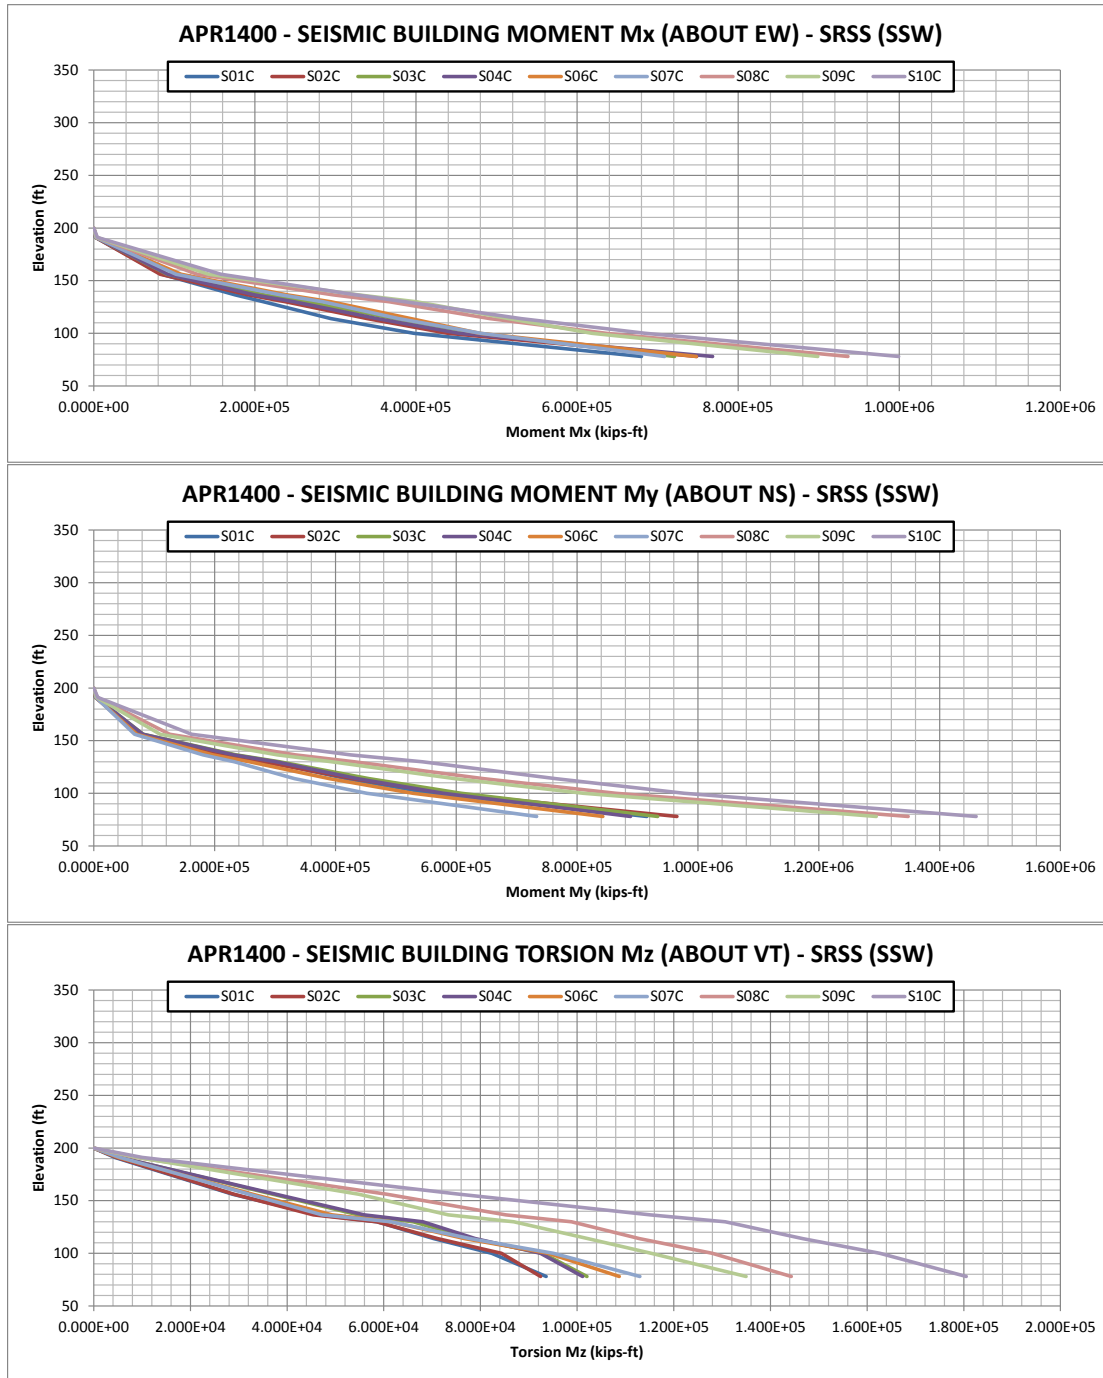 APR1400 - SEISMIC BUILDING MOMENT Mx (ABOUT EW) - SRSS (SSW)
S01C S02C S03C S04C S06C S07C S08C S09C S10C
350
300
250
200
150
100
50
Elevation (ft)
0.000E+00 2.000E+05 4.000E+05 6.000E+05 8.000E+05 1.000E+06 1.200E+06
Moment Mx (kips-ft)
APR1400 - SEISMIC BUILDING MOMENT My (ABOUT NS) - SRSS (SSW)
S01C S02C S03C S04C S06C S07C S08C S09C S10C
350
300
250
200
150
100
50
Elevation (ft)
0.000E+00 2.000E+05 4.000E+05 6.000E+05 8.000E+05 1.000E+06 1.200E+06 1.400E+06 1.600E+06
Moment My (kips-ft)
APR1400 - SEISMIC BUILDING TORSION Mz (ABOUT VT) - SRSS (SSW)
S01C S02C S03C S04C S06C S07C S08C S09C S10C
350
300
250
200
150
100
50
Elevation (ft)
0.000E+00 2.000E+04 4.000E+04 6.000E+04 8.000E+04 1.000E+05 1.200E+05 1.400E+05 1.600E+05 1.800E+05 2.000E+05
Torsion Mz (kips-ft)